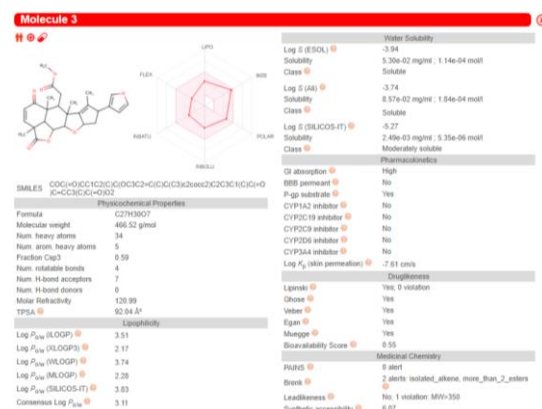 Molecule 3
LIPO
FLEX
SIZE
INSATU
POLAR
INSOLU
SMILES COC(=O)CC1C2(C)C(OC3C2=C(C)C(C3)c2cocc2)C2C3C1(C)C(=O
)C=CC3(C)C(=O)O2
Physicochemical Properties
Formula C27H30O7
Molecular weight 466.52 g/mol
Num. heavy atoms 34
Num. arom. heavy atoms 5
Fraction Csp3 0.59
Num. rotatable bonds 4
Num. H-bond acceptors 7
Num. H-bond donors 0
Molar Refractivity 120.99
TPSA 92.04 Å²
Lipophilicity
Log Po/w (iLOGP) 3.51
Log Po/w (XLOGP3) 2.17
Log Po/w (WLOGP) 3.74
Log Po/w (MLOGP) 2.28
Log Po/w (SILICOS-IT) 3.83
Consensus Log Po/w 3.11
Water Solubility
Log S (ESOL) -3.94
Solubility 5.30e-02 mg/ml ; 1.14e-04 mol/l
Class Soluble
Log S (Ali) -3.74
Solubility 8.57e-02 mg/ml ; 1.84e-04 mol/l
Class Soluble
Log S (SILICOS-IT) -5.27
Solubility 2.49e-03 mg/ml ; 5.35e-06 mol/l
Class Moderately soluble
Pharmacokinetics
GI absorption High
BBB permeant No
P-gp substrate Yes
CYP1A2 inhibitor No
CYP2C19 inhibitor No
CYP2C9 inhibitor No
CYP2D6 inhibitor No
CYP3A4 inhibitor No
Log Kp (skin permeation) -7.61 cm/s
Druglikeness
Lipinski Yes; 0 violation
Ghose Yes
Veber Yes
Egan Yes
Muegge Yes
Bioavailability Score 0.55
Medicinal Chemistry
PAINS 0 alert
Brenk 2 alerts: isolated_alkene, more_than_2_esters
Leadlikeness No; 1 violation: MW>350
Synthetic accessibility 6.07